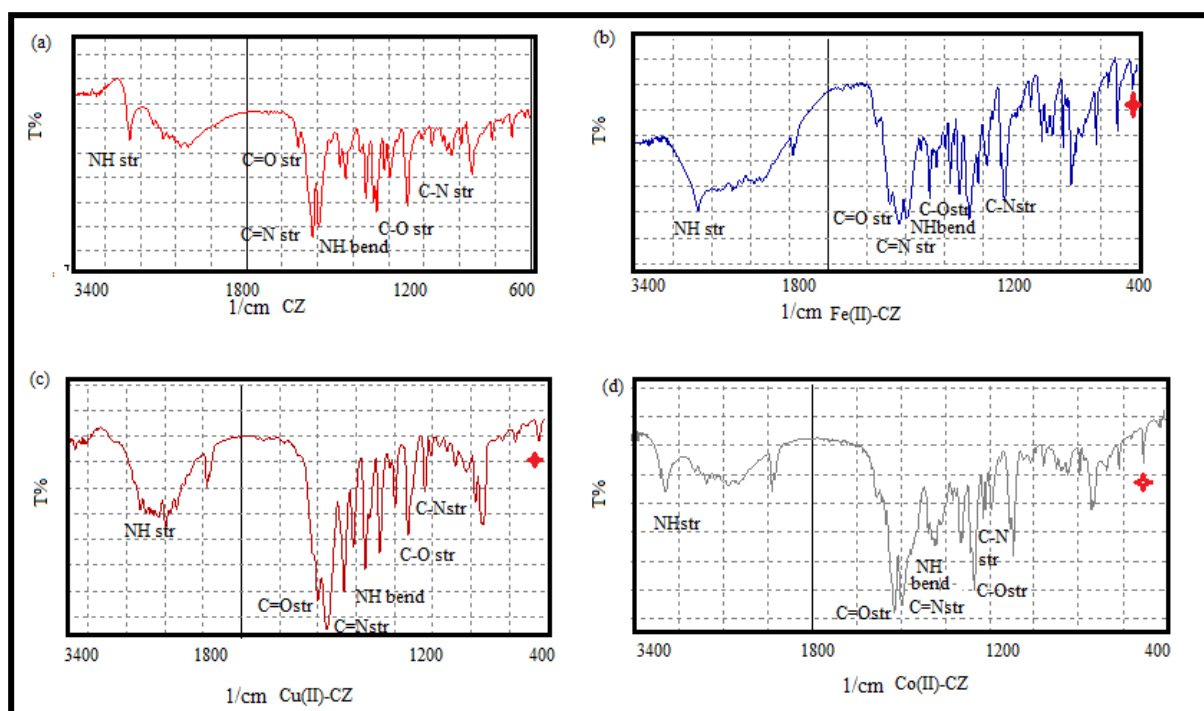 (a)
T%
NH str
C=O str
C=N str
NH bend
C-O str
C-N str
3400
1800
1200
600
1/cm
CZ
(b)
T%
NH str
C=O str
C=N str
NHbend
C-Ostr
C-Nstr
3400
1800
1200
400
1/cm
Fe(II)-CZ
(c)
T%
NH str
C=Ostr
C=Nstr
NH bend
C-O str
C-Nstr
3400
1800
1200
400
1/cm
Cu(II)-CZ
(d)
T%
NHstr
C=Ostr
C=Nstr
NH
bend
C-Ostr
C-N
str
3400
1800
1200
400
1/cm
Co(II)-CZ